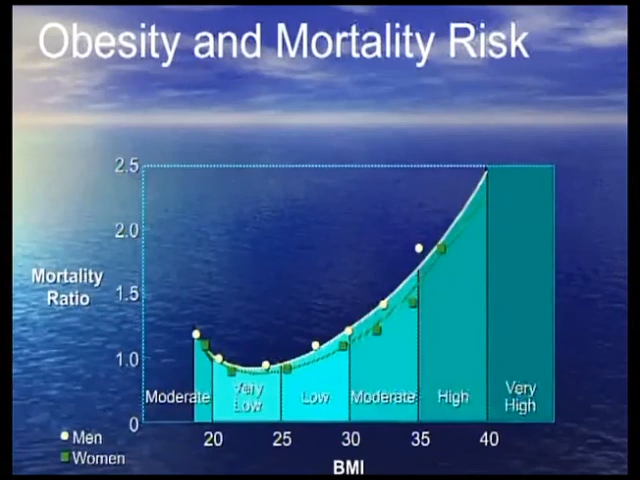 Obesity and Mortality Risk
2.5
2.0
Mortality
Ratio
1.5
1.0
0
Moderate
Very
Low
Low
Moderate
High
Very
High
20
25
30
35
40
BMI
Men
Women